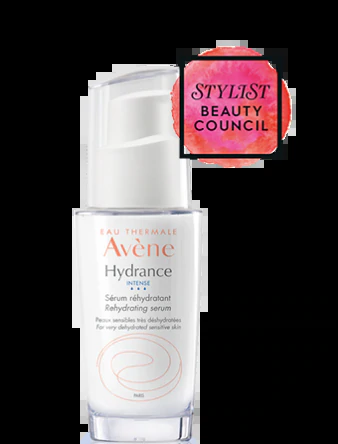 STYLIST
BEAUTY
COUNCIL
EAU THERMALE
Avène
Hydrance
INTENSE
Sérum réhydratant
Rehydrating serum
Peaux sensibles très déshydratées
For very dehydrated sensitive skin
PARIS